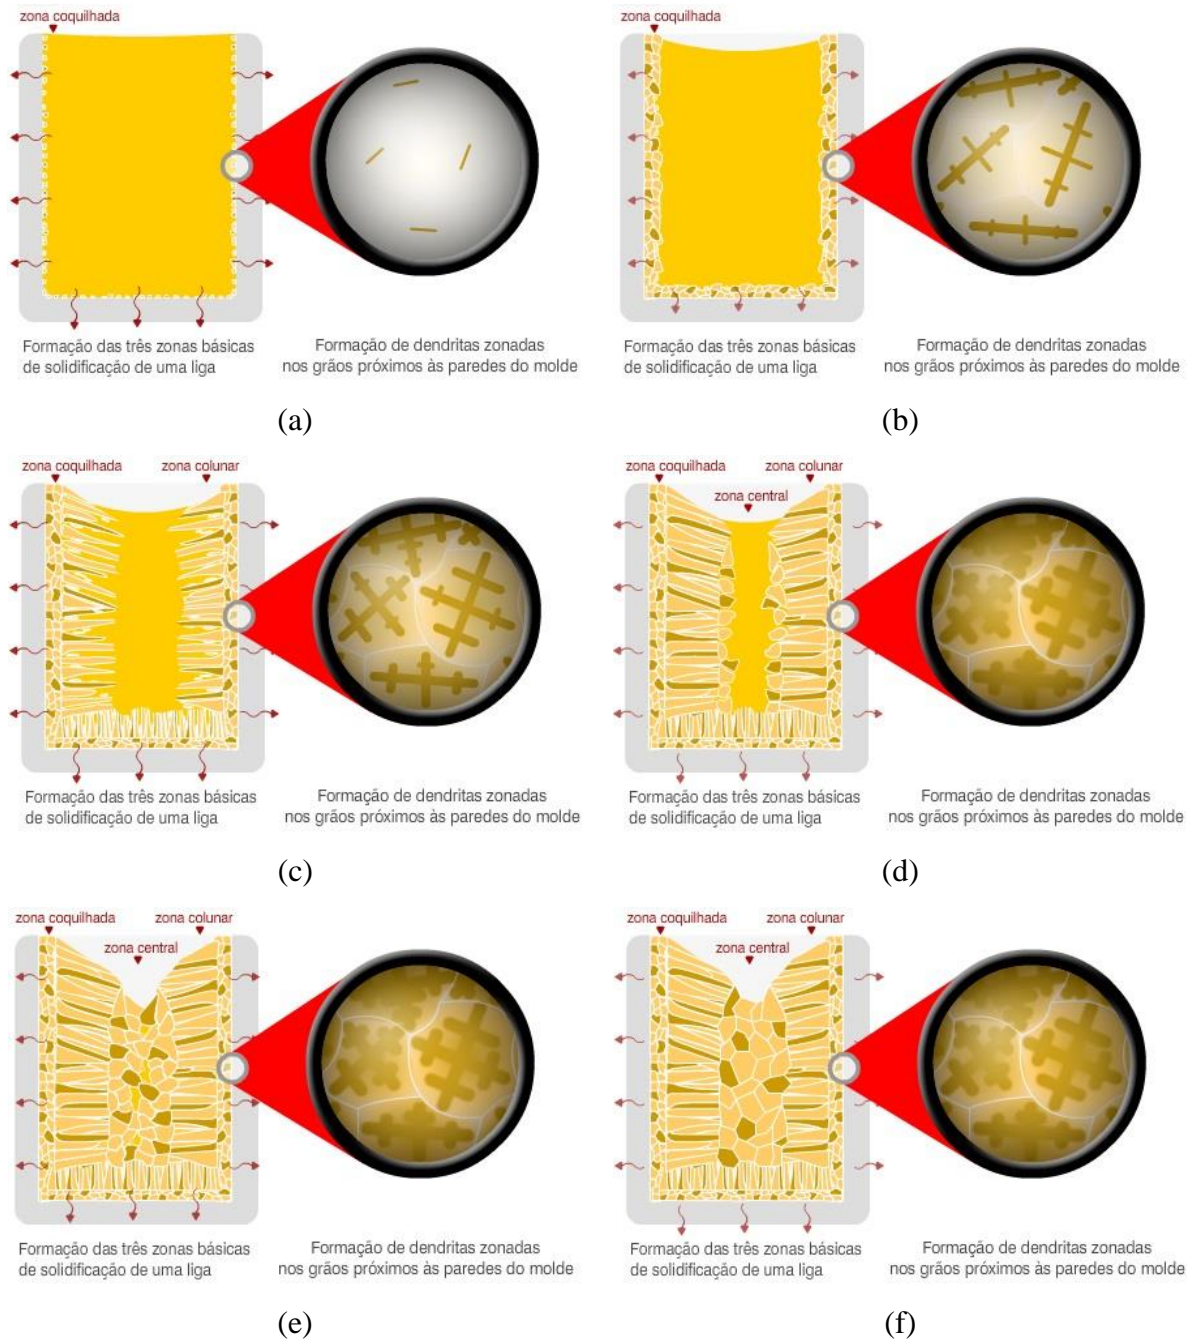 zona coquilhada
Formação das três zonas básicas
de solidificação de uma liga
Formação de dendritas zonadas
nos grãos próximos às paredes do molde
(a)
zona coquilhada
Formação das três zonas básicas
de solidificação de uma liga
Formação de dendritas zonadas
nos grãos próximos às paredes do molde
(b)
zona coquilhada
zona colunar
Formação das três zonas básicas
de solidificação de uma liga
Formação de dendritas zonadas
nos grãos próximos às paredes do molde
(c)
zona coquilhada
zona colunar
zona central
Formação das três zonas básicas
de solidificação de uma liga
Formação de dendritas zonadas
nos grãos próximos às paredes do molde
(d)
zona coquilhada
zona colunar
zona central
Formação das três zonas básicas
de solidificação de uma liga
Formação de dendritas zonadas
nos grãos próximos às paredes do molde
(e)
zona coquilhada
zona colunar
zona central
Formação das três zonas básicas
de solidificação de uma liga
Formação de dendritas zonadas
nos grãos próximos às paredes do molde
(f)